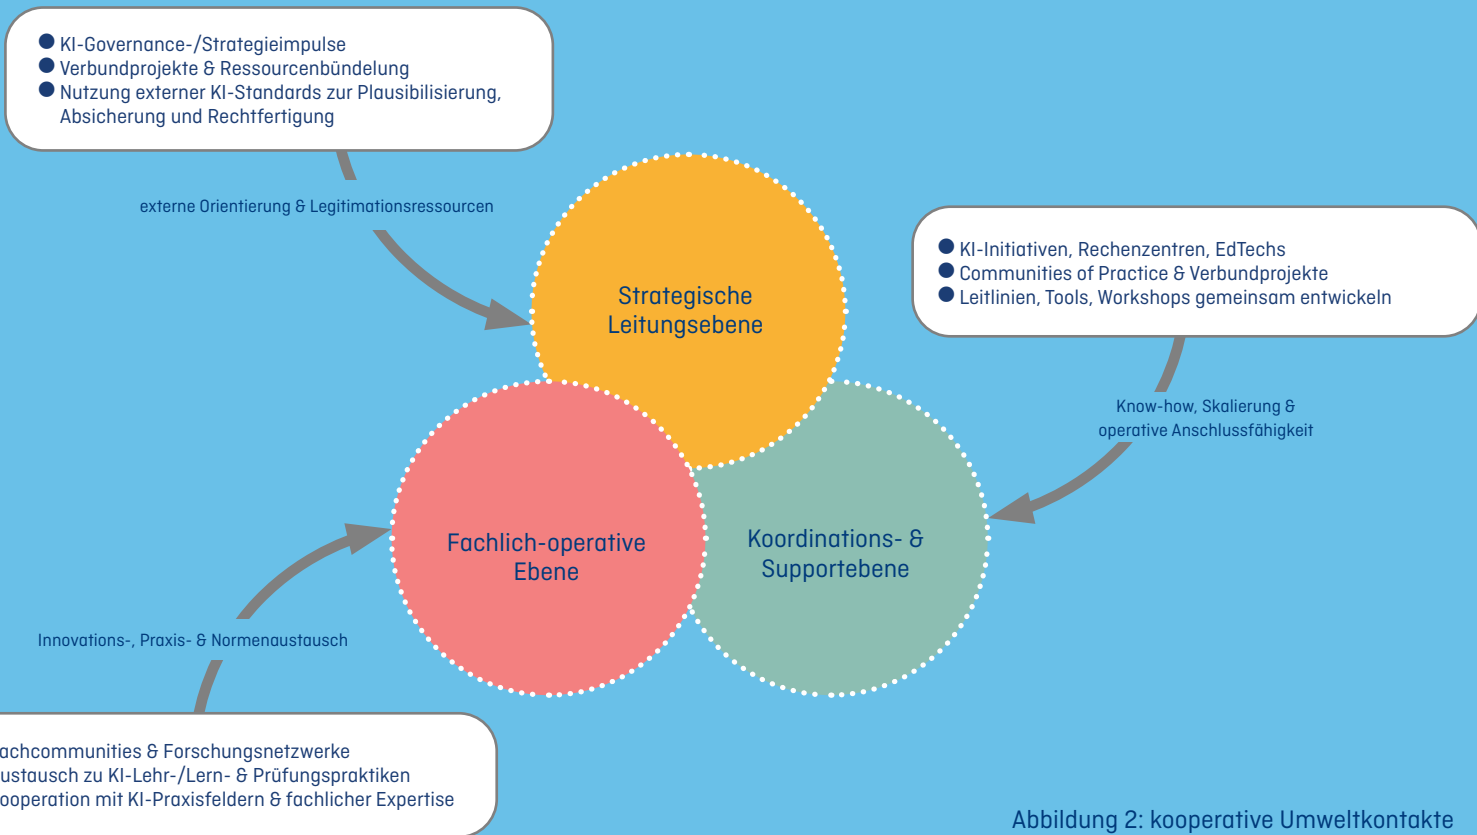 ● KI-Governance-/Strategieimpulse
● Verbundprojekte & Ressourcenbündelung
● Nutzung externer KI-Standards zur Plausibilisierung,
Absicherung und Rechtfertigung
externe Orientierung & Legitimationsressourcen
● KI-Initiativen, Rechenzentren, EdTechs
● Communities of Practice & Verbundprojekte
● Leitlinien, Tools, Workshops gemeinsam entwickeln
Strategische
Leitungsebene
Know-how, Skalierung &
operative Anschlussfähigkeit
Fachlich-operative
Ebene
Koordinations- &
Supportebene
Innovations-, Praxis- & Normenaustausch
achcommunities & Forschungsnetzwerke
ustausch zu KI-Lehr-/Lern- & Prüfungspraktiken
ooperation mit KI-Praxisfeldern & fachlicher Expertise
Abbildung 2: kooperative Umweltkontakte